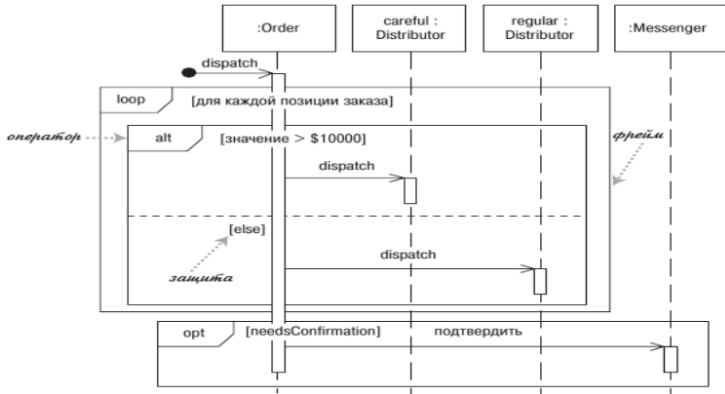 :Order
careful :
Distributor
regular :
Distributor
:Messenger
dispatch
loop
[для каждой позиции заказа]
оператор
alt
[значение > $10000]
фрейм
dispatch
[else]
защита
dispatch
opt
[needsConfirmation]
подтвердить